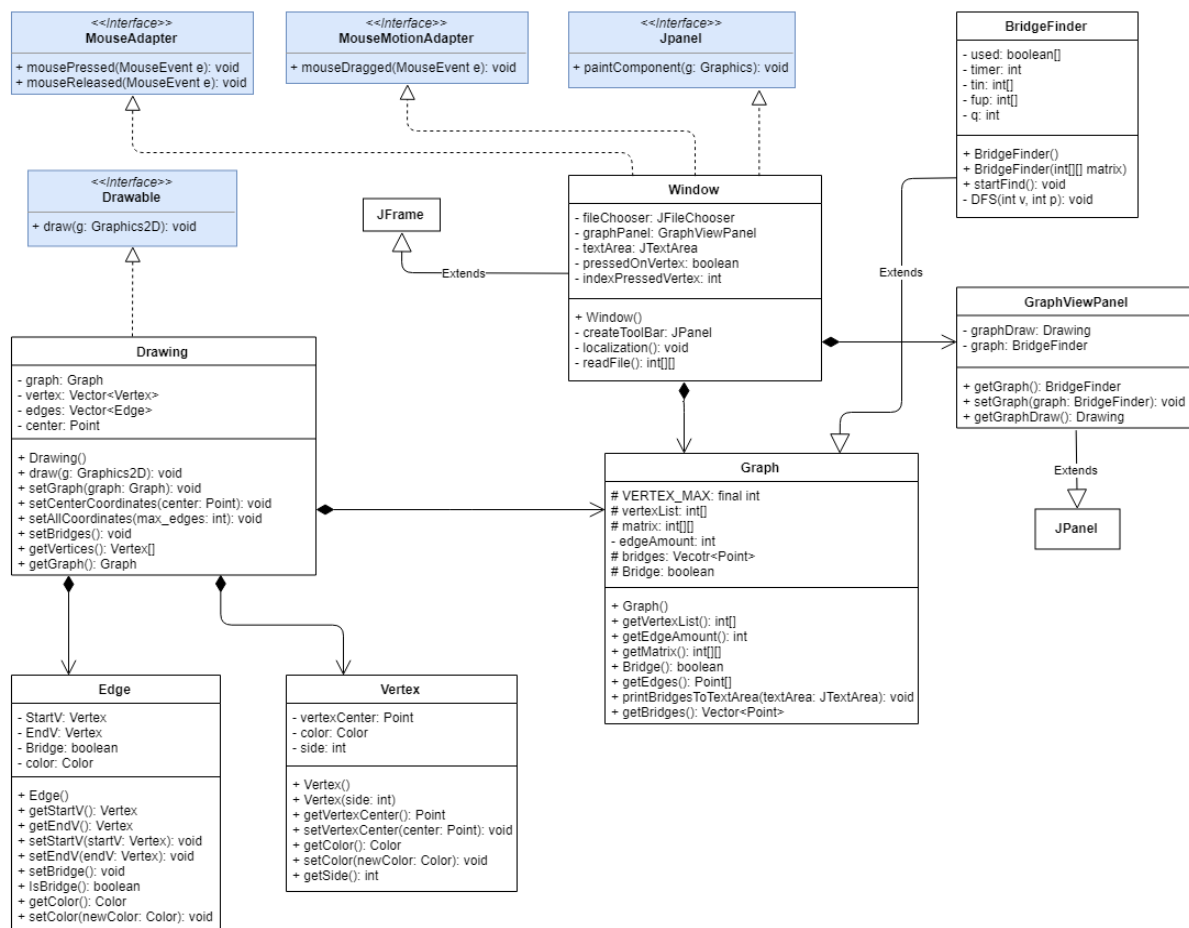 <<Interface>>
MouseAdapter
+ mousePressed(MouseEvent e): void
+ mouseReleased(MouseEvent e): void
<<Interface>>
MouseMotionAdapter
+ mouseDragged(MouseEvent e): void
<<Interface>>
Jpanel
+ paintComponent(g: Graphics): void
BridgeFinder
- used: boolean[]
- timer: int
- tin: int[]
- fup: int[]
- q: int
+ BridgeFinder()
+ BridgeFinder(int[][] matrix)
+ startFind(): void
- DFS(int v, int p): void
<<Interface>>
Drawable
+ draw(g: Graphics2D): void
JFrame
Extends
Window
- fileChooser: JFileChooser
- graphPanel: GraphViewPanel
- textArea: JTextArea
- pressedOnVertex: boolean
- indexPressedVertex: int
+ Window()
- createToolBar: JPanel
- localization(): void
- readFile(): int[][]
Extends
GraphViewPanel
- graphDraw: Drawing
- graph: BridgeFinder
+ getGraph(): BridgeFinder
+ setGraph(graph: BridgeFinder): void
+ getGraphDraw(): Drawing
Extends
JPanel
Drawing
- graph: Graph
- vertex: Vector<Vertex>
- edges: Vector<Edge>
- center: Point
+ Drawing()
+ draw(g: Graphics2D): void
+ setGraph(graph: Graph): void
+ setCenterCoordinates(center: Point): void
+ setAllCoordinates(max_edges: int): void
+ setBridges(): void
+ getVertices(): Vertex[]
+ getGraph(): Graph
Graph
# VERTEX_MAX: final int
# vertexList: int[]
# matrix: int[][]
- edgeAmount: int
# bridges: Vecotr<Point>
# Bridge: boolean
+ Graph()
+ getVertexList(): int[]
+ getEdgeAmount(): int
+ getMatrix(): int[][]
+ Bridge(): boolean
+ getEdges(): Point[]
+ printBridgesToTextArea(textArea: JTextArea): void
+ getBridges(): Vector<Point>
Edge
- StartV: Vertex
- EndV: Vertex
- Bridge: boolean
- color: Color
+ Edge()
+ getStartV(): Vertex
+ getEndV(): Vertex
+ setStartV(startV: Vertex): void
+ setEndV(endV: Vertex): void
+ setBridge(): void
+ IsBridge(): boolean
+ getColor(): Color
+ setColor(newColor: Color): void
Vertex
- vertexCenter: Point
- color: Color
- side: int
+ Vertex()
+ Vertex(side: int)
+ getVertexCenter(): Point
+ setVertexCenter(center: Point): void
+ getColor(): Color
+ setColor(newColor: Color): void
+ getSide(): int